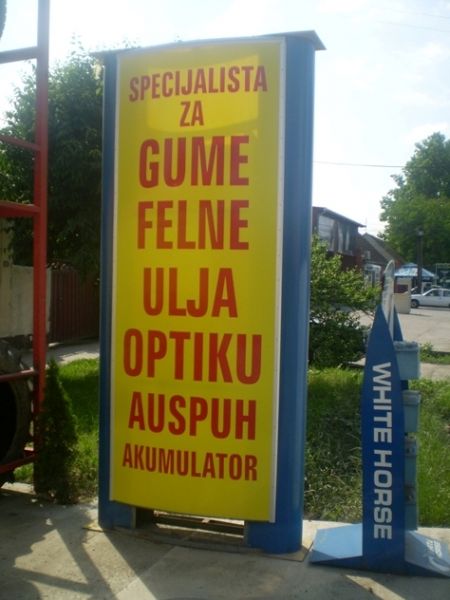 SPECIJALISTA
ZA
GUME
FELNE
ULJA
OPTIKU
AUSPUH
AKUMULATOR
WHITE HORSE